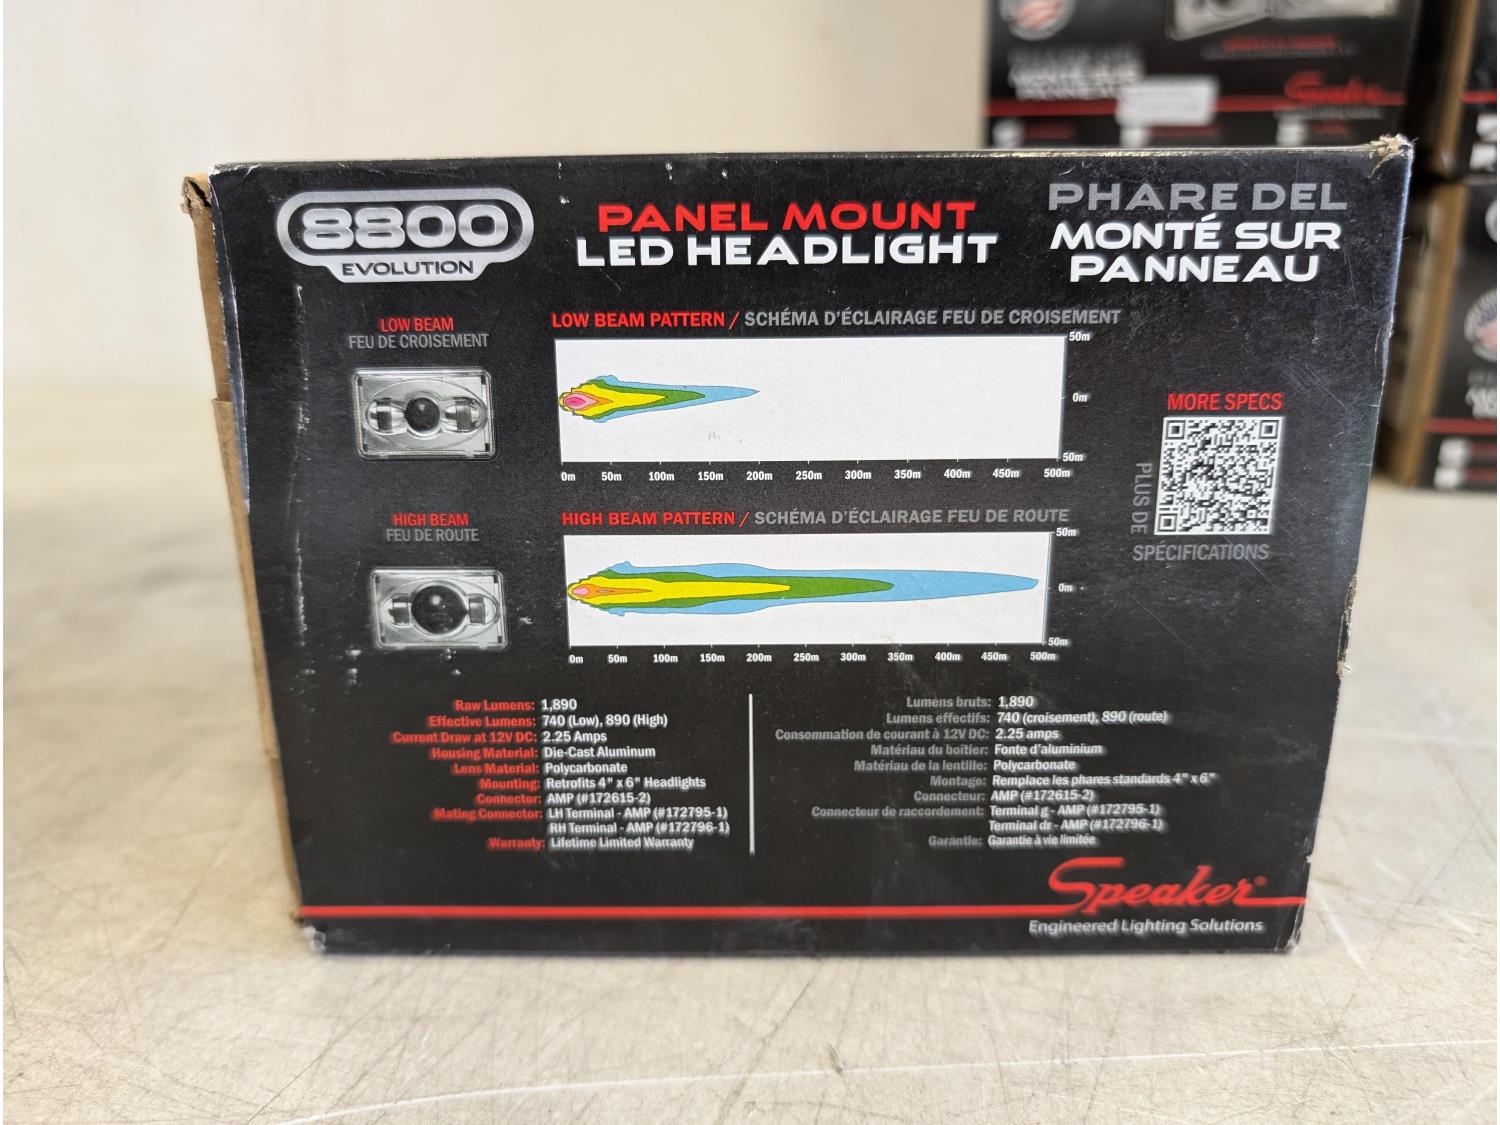 8800
EVOLUTION
PANEL MOUNT
LED HEADLIGHT
PHARE DEL
MONTÉ SUR
PANNEAU
LOW BEAM
FEU DE CROISEMENT
LOW BEAM PATTERN / SCHÉMA D'ÉCLAIRAGE FEU DE CROISEMENT
50m
0m
50m
0m 50m 100m 150m 200m 250m 300m 350m 400m 450m 500m
MORE SPECS
PLUS DE
SPÉCIFICATIONS
HIGH BEAM
FEU DE ROUTE
HIGH BEAM PATTERN / SCHÉMA D'ÉCLAIRAGE FEU DE ROUTE
50m
0m
50m
0m 50m 100m 150m 200m 250m 300m 350m 400m 450m 500m
Raw Lumens: 1,890
Effective Lumens: 740 (Low), 890 (High)
Current Draw at 12V DC: 2.25 Amps
Housing Material: Die-Cast Aluminum
Lens Material: Polycarbonate
Mounting: Retrofits 4" x 6" Headlights
Connector: AMP (#172615-2)
Mating Connector: LH Terminal - AMP (#172795-1)
RH Terminal - AMP (#172796-1)
Warranty: Lifetime Limited Warranty
Lumens bruts: 1,890
Lumens effectifs: 740 (croisement), 890 (route)
Consommation de courant à 12V DC: 2.25 amps
Matériau du boîtier: Fonte d'aluminium
Matériau de la lentille: Polycarbonate
Montage: Remplace les phares standards 4" x 6"
Connecteur: AMP (#172615-2)
Connecteur de raccordement: Terminal g - AMP (#172795-1)
Terminal dr - AMP (#172796-1)
Garantie: Garantie à vie limitée
Speaker®
Engineered Lighting Solutions
MONTÉ SUR
PANNEAU
Speaker